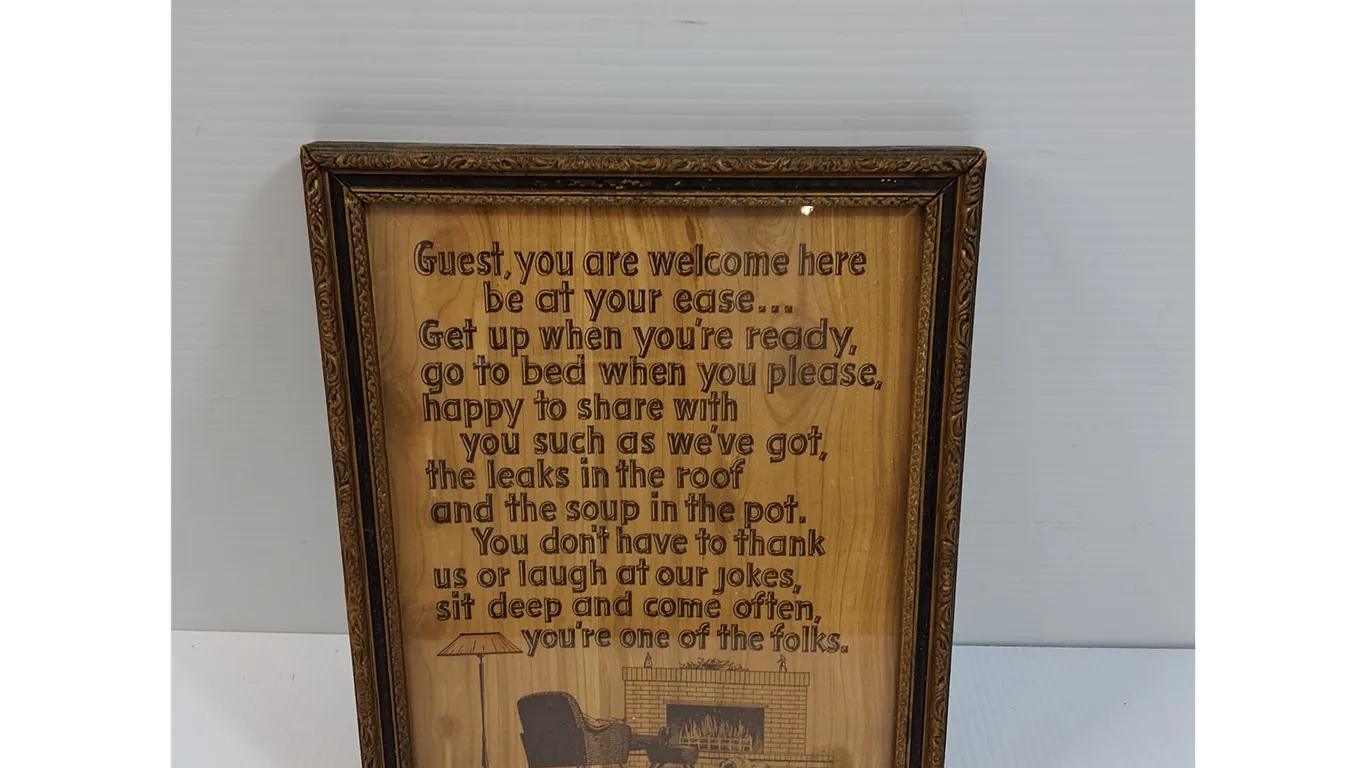 Guest, you are welcome here
be at your ease...
Get up when you're ready,
go to bed when you please,
happy to share with
you such as we've got,
the leaks in the roof
and the soup in the pot.
You don't have to thank
us or laugh at our jokes,
sit deep and come often,
you're one of the folks.